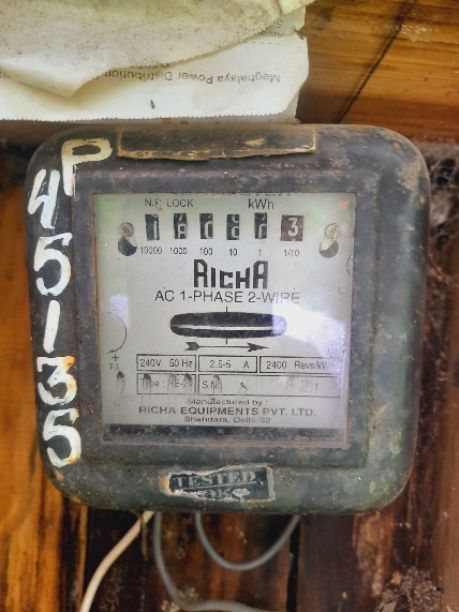 Meghalaya Power Distribution
P
45135
N.R. LOCK kWh
10000 1000 100 10 1 1/10
RICHA
AC 1-PHASE 2-WIRE
240V 50 Hz 2.5-5 A 2400 Revs/kWh
TYPE : S.NO.
Manufactured by :
RICHA EQUIPMENTS PVT. LTD.
Shahdara, Delhi-32
TESTED